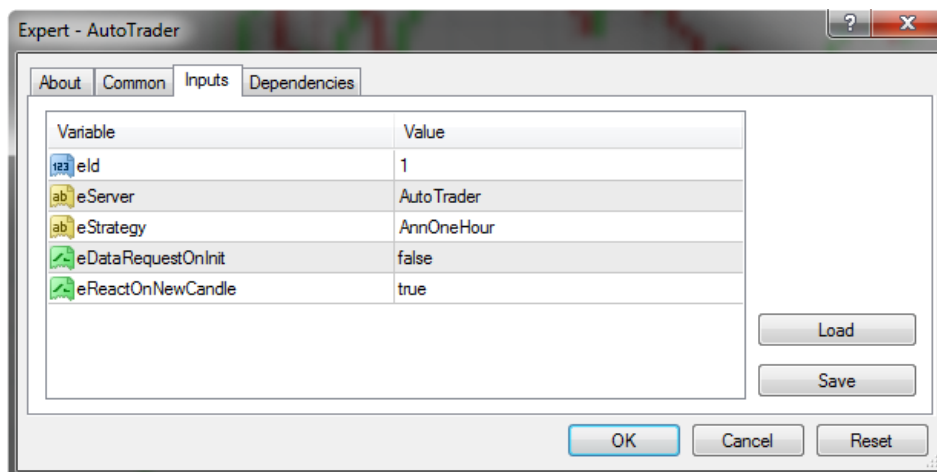 Expert - AutoTrader
? X
About Common Inputs Dependencies
Variable Value
123 eId 1
ab eServer AutoTrader
ab eStrategy AnnOneHour
eDataRequestOnInit false
eReactOnNewCandle true
Load
Save
OK Cancel Reset